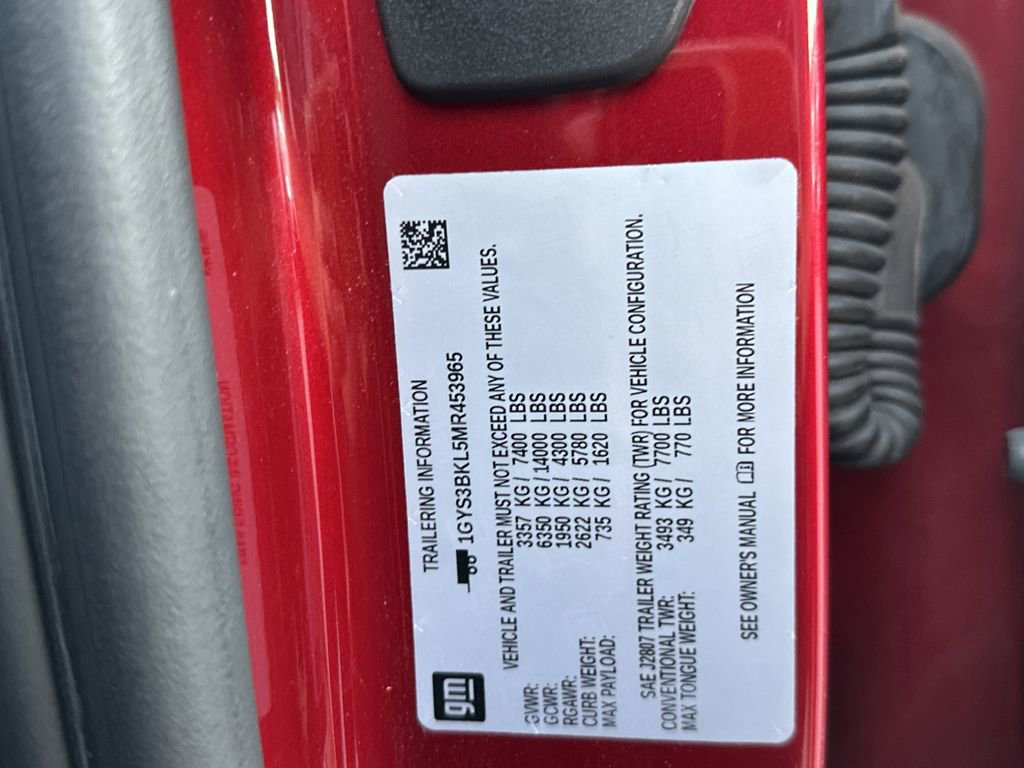 gm
TRAILERING INFORMATION
1GYS3BKL5MR453965
VEHICLE AND TRAILER MUST NOT EXCEED ANY OF THESE VALUES.
GVWR: 3357 KG / 7400 LBS
GCWR: 6350 KG / 14000 LBS
RGAWR: 1950 KG / 4300 LBS
CURB WEIGHT: 2622 KG / 5780 LBS
MAX PAYLOAD: 735 KG / 1620 LBS
SAE J2807 TRAILER WEIGHT RATING (TWR) FOR VEHICLE CONFIGURATION.
CONVENTIONAL TWR: 3493 KG / 7700 LBS
MAX TONGUE WEIGHT: 349 KG / 770 LBS
SEE OWNER'S MANUAL FOR MORE INFORMATION